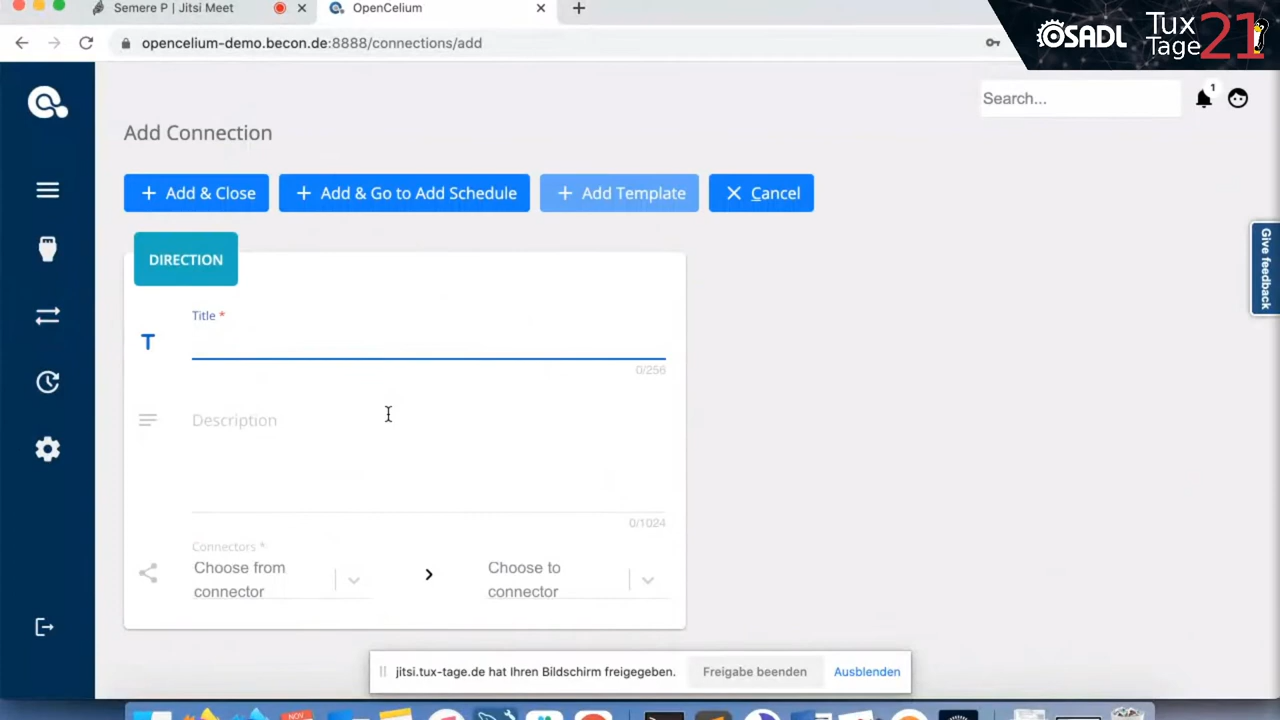 Semere P | Jitsi Meet
OpenCelium
SADL
Tux
Tage
21
opencelium-demo.becon.de:8888/connections/add
Search...
1
Add Connection
Add & Close
Add & Go to Add Schedule
Add Template
Cancel
DIRECTION
Give feedback
Title *
T
0/256
Description
0/1024
Connectors *
Choose from
connector
Choose to
connector
jitsi.tux-tage.de hat Ihren Bildschirm freigegeben.
Freigabe beenden
Ausblenden
NOV